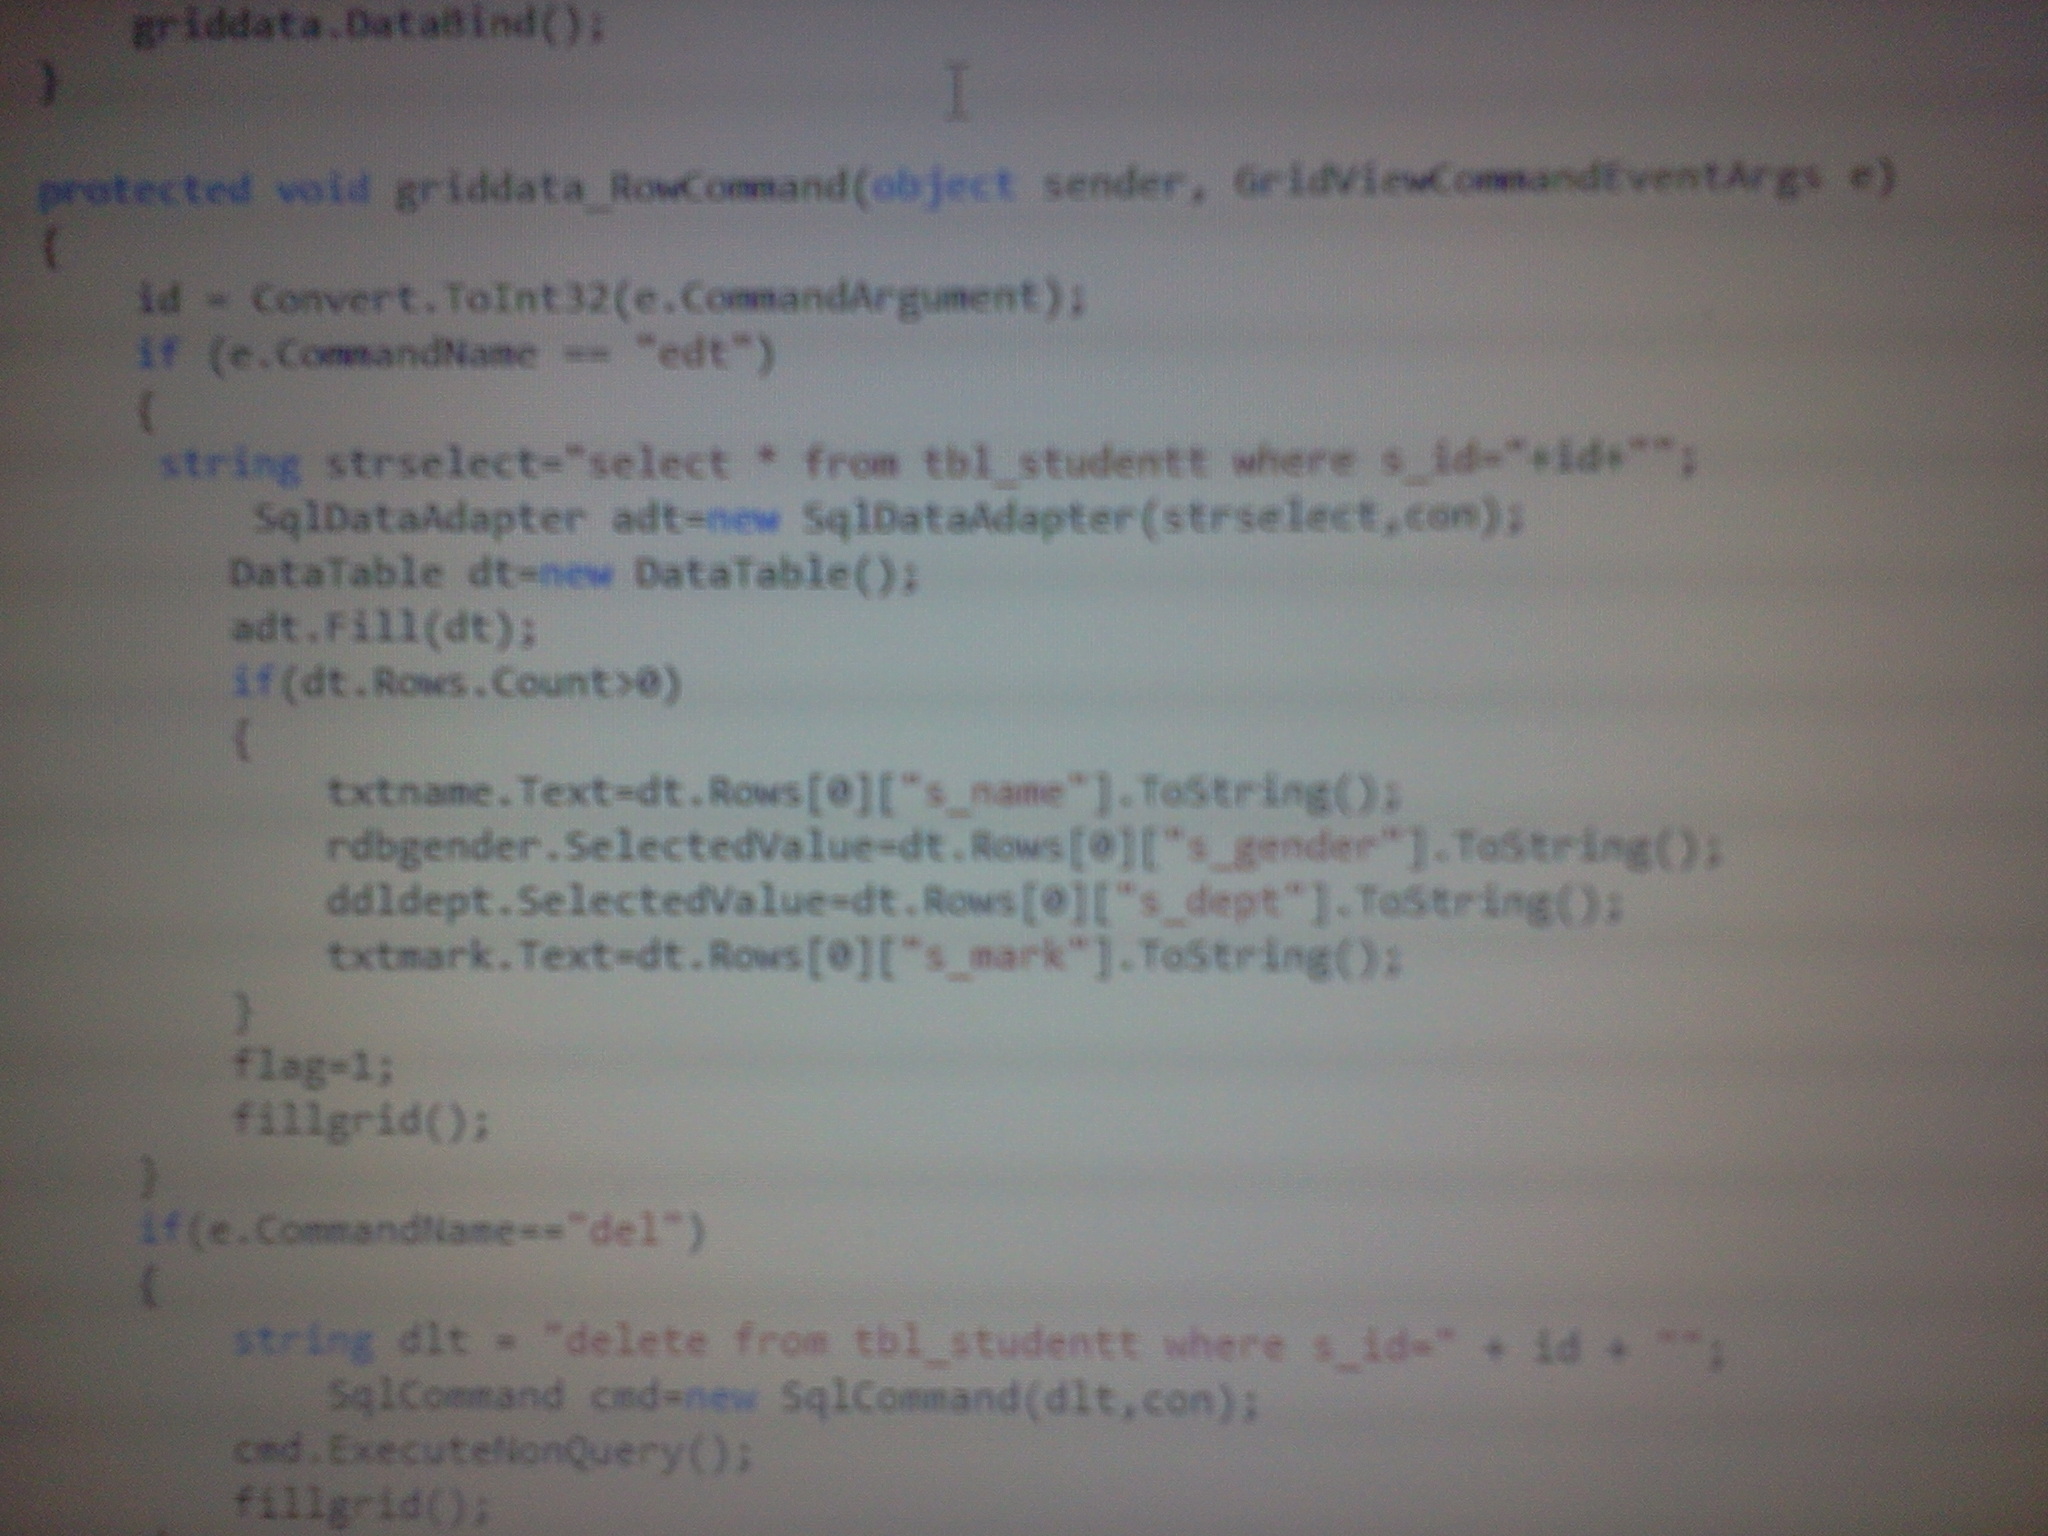 griddata.DataBind();
}
protected void griddata_RowCommand(object sender, GridViewCommandEventArgs e)
{
id = Convert.ToInt32(e.CommandArgument);
if (e.CommandName == "edt")
{
string strselect="select * from tbl_studentt where s_id="+id+"";
SqlDataAdapter adt=new SqlDataAdapter(strselect,con);
DataTable dt=new DataTable();
adt.Fill(dt);
if(dt.Rows.Count>0)
{
txtname.Text=dt.Rows[0]["s_name"].ToString();
rdbgender.SelectedValue=dt.Rows[0]["s_gender"].ToString();
ddldept.SelectedValue=dt.Rows[0]["s_dept"].ToString();
txtmark.Text=dt.Rows[0]["s_mark"].ToString();
}
flag=1;
fillgrid();
}
if(e.CommandName=="del")
{
string dlt = "delete from tbl_studentt where s_id=" + id + "";
SqlCommand cmd=new SqlCommand(dlt,con);
cmd.ExecuteNonQuery();
fillgrid();